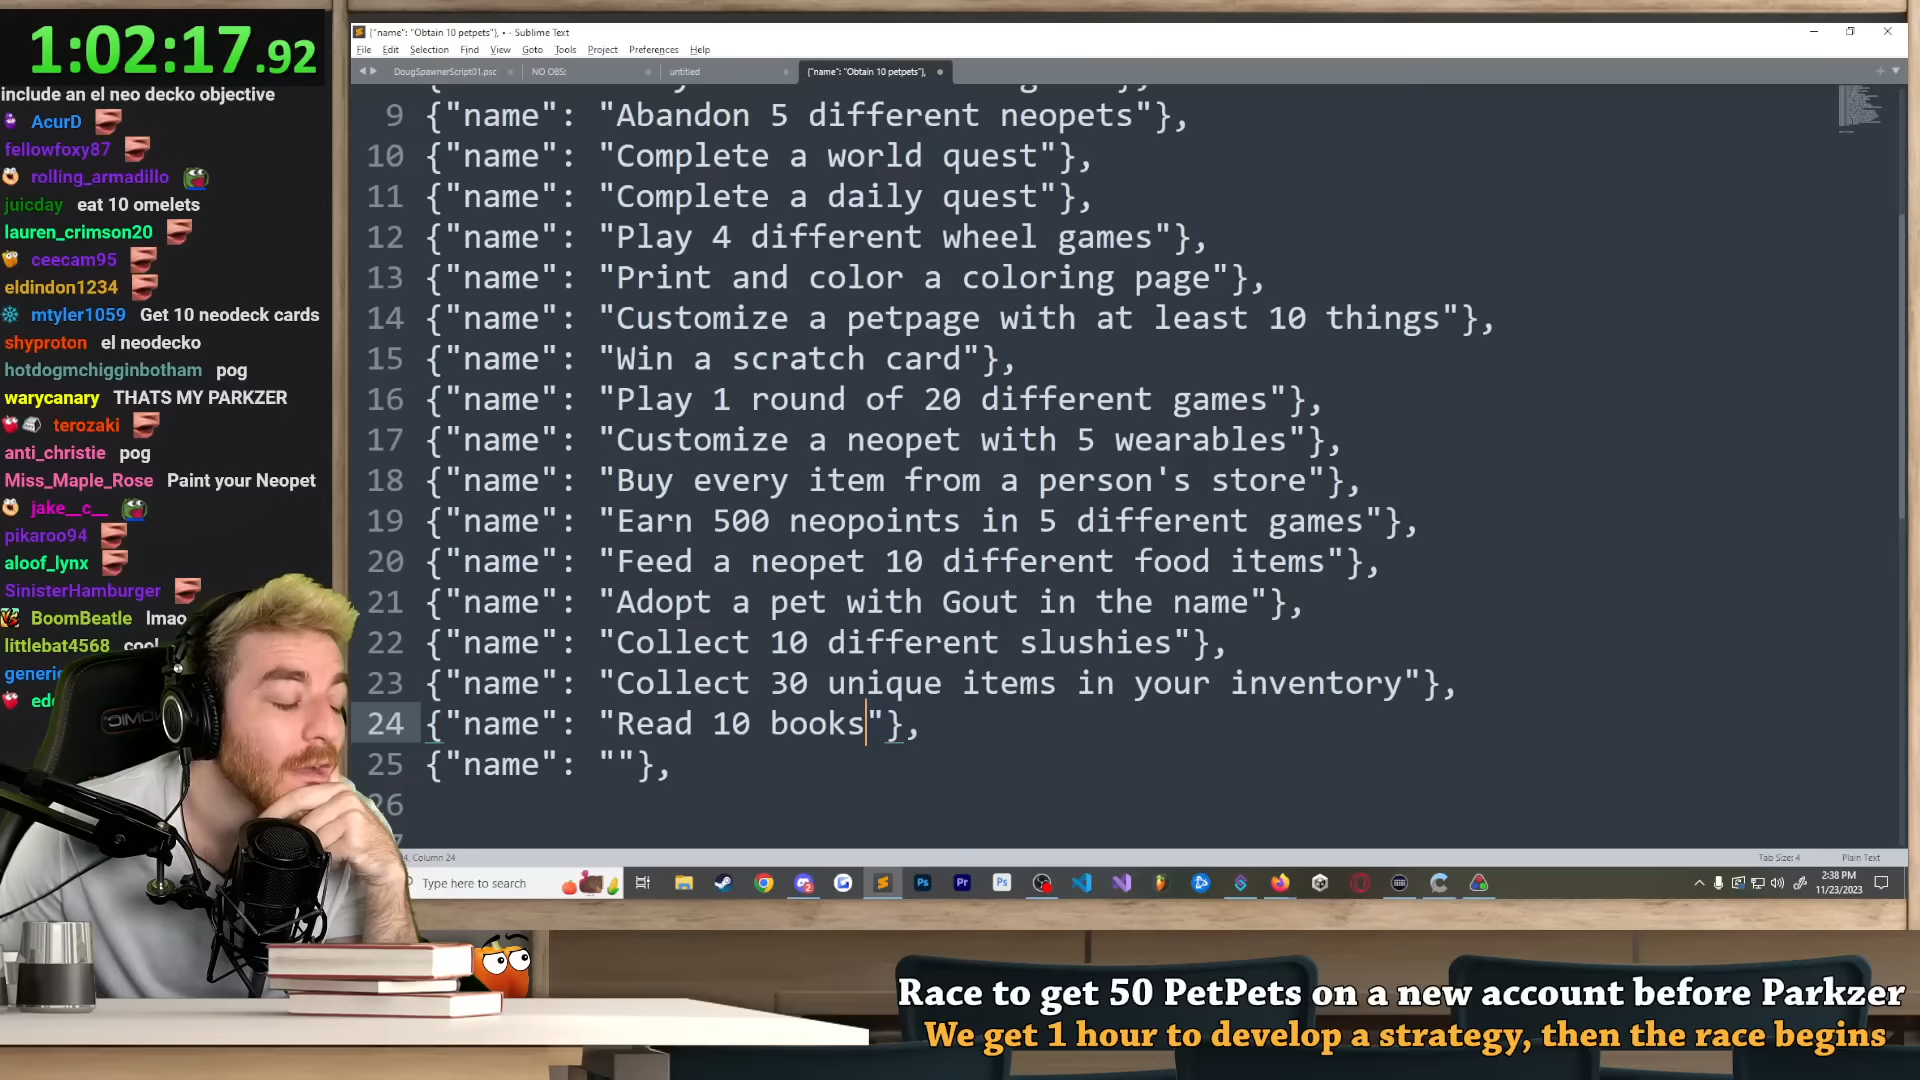 1:02:17.92
include an el neo decko objective
AcurD
fellowfoxy87
rolling_armadillo
juicday eat 10 omelets
lauren_crimson20
ceecam95
eldindon1234
mtyler1059 Get 10 neodeck cards
shyproton el neodecko
hotdogmchigginbotham pog
warycanary THATS MY PARKZER
terozaki
anti_christie pog
Miss_Maple_Rose Paint your Neopet
jake__c__
pikaroo94
aloof_lynx
SinisterHamburger
BoomBeatle lmao
littlebat4568 cool
generic
ede
{"name": "Obtain 10 petpets"}, • - Sublime Text
File Edit Selection Find View Goto Tools Project Preferences Help
DougSpawnerScript01.psc NO OBS: untitled {"name": "Obtain 10 petpets"},
9 {"name": "Abandon 5 different neopets"},
10 {"name": "Complete a world quest"},
11 {"name": "Complete a daily quest"},
12 {"name": "Play 4 different wheel games"},
13 {"name": "Print and color a coloring page"},
14 {"name": "Customize a petpage with at least 10 things"},
15 {"name": "Win a scratch card"},
16 {"name": "Play 1 round of 20 different games"},
17 {"name": "Customize a neopet with 5 wearables"},
18 {"name": "Buy every item from a person's store"},
19 {"name": "Earn 500 neopoints in 5 different games"},
20 {"name": "Feed a neopet 10 different food items"},
21 {"name": "Adopt a pet with Gout in the name"},
22 {"name": "Collect 10 different slushies"},
23 {"name": "Collect 30 unique items in your inventory"},
24 {"name": "Read 10 books"},
25 {"name": ""},
26
4, Column 24 Tab Size: 4 Plain Text
Type here to search
Ps Pr Ps
2:38 PM
11/23/2023
Race to get 50 PetPets on a new account before Parkzer
We get 1 hour to develop a strategy, then the race begins